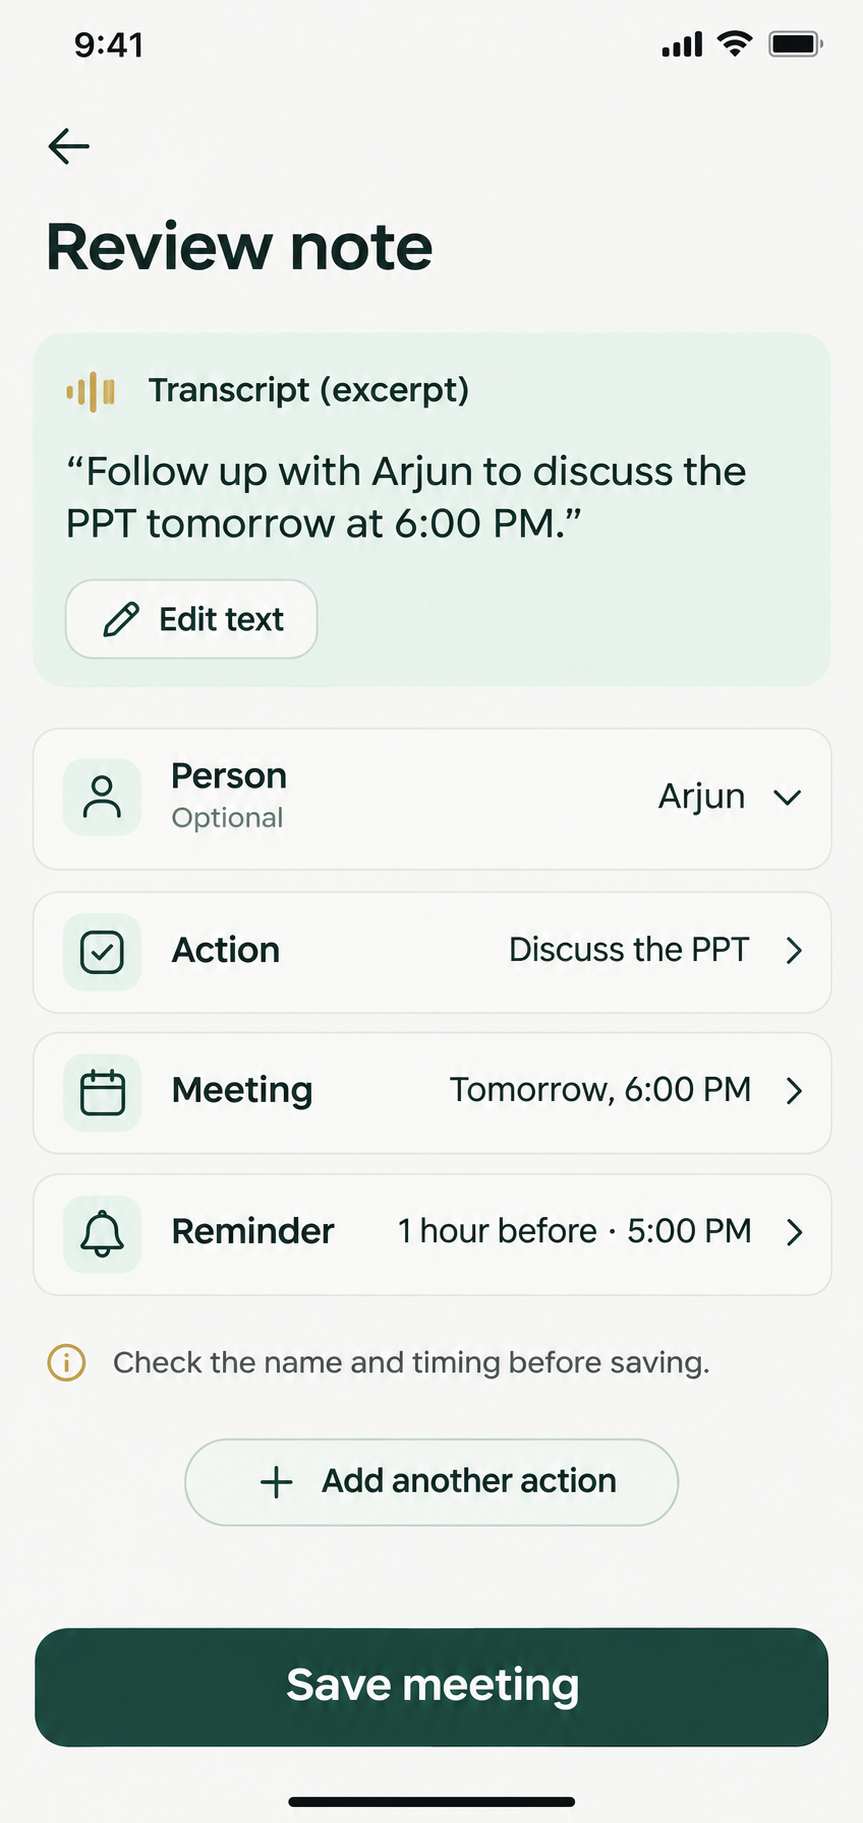 9:41
Review note
Transcript (excerpt)
“Follow up with Arjun to discuss the
PPT tomorrow at 6:00 PM.”
Edit text
Person
Optional
Arjun
Action
Discuss the PPT
Meeting
Tomorrow, 6:00 PM
Reminder
1 hour before · 5:00 PM
Check the name and timing before saving.
Add another action
Save meeting